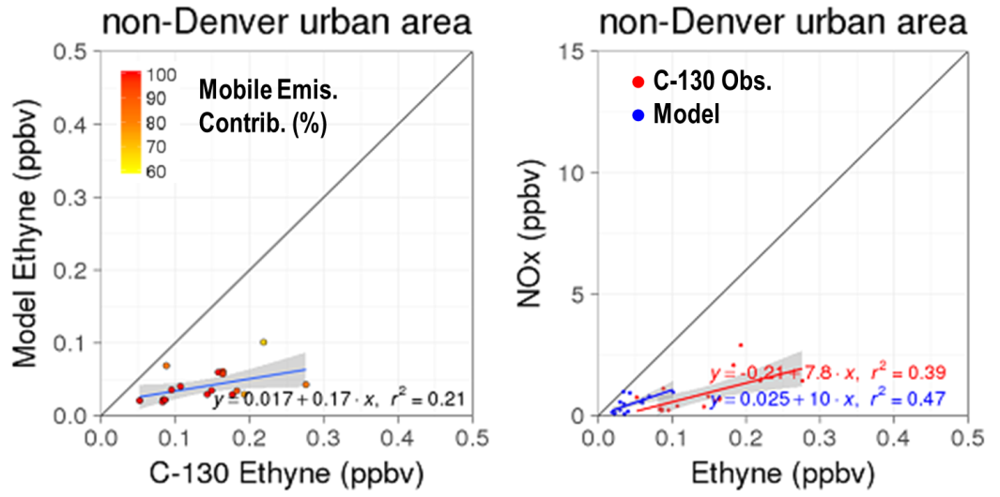 non-Denver urban area
0.5
0.4
0.3
0.2
0.1
0.0
Model Ethyne (ppbv)
100
90
80
70
60
Mobile Emis.
Contrib. (%)
y = 0.017 + 0.17 · x, r² = 0.21
0.0 0.1 0.2 0.3 0.4 0.5
C-130 Ethyne (ppbv)
non-Denver urban area
15
10
5
0
NOx (ppbv)
C-130 Obs.
Model
y = -0.21 + 7.8 · x, r² = 0.39
y = 0.025 + 10 · x, r² = 0.47
0.0 0.1 0.2 0.3 0.4 0.5
Ethyne (ppbv)